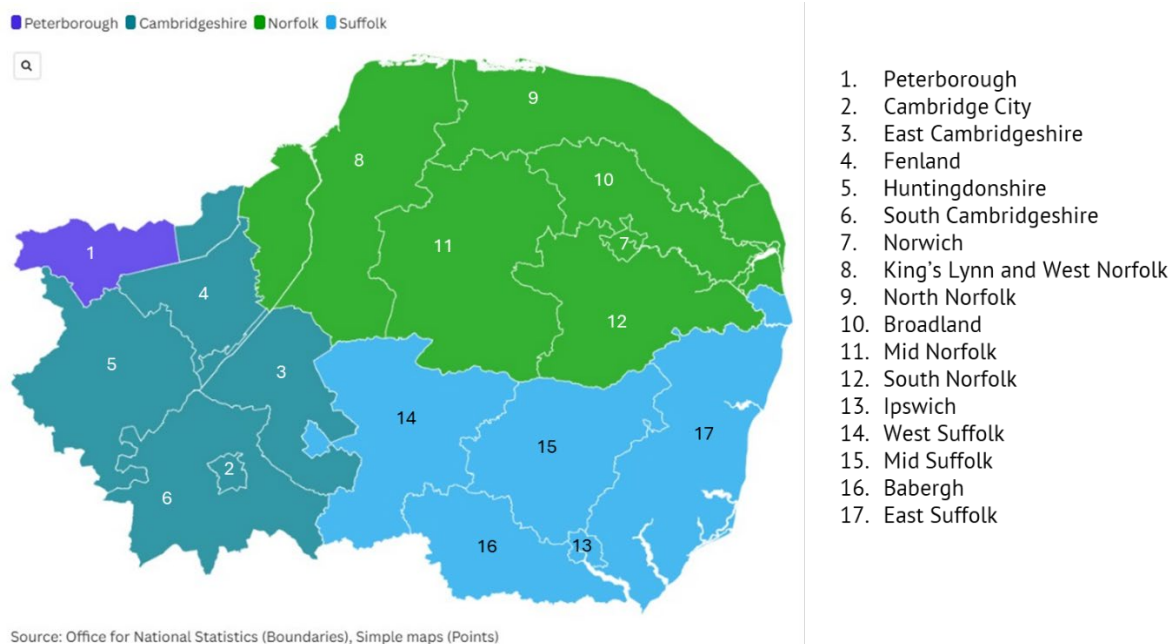 Peterborough Cambridgeshire Norfolk Suffolk
9
8
10
11
7
1
4
12
5
3
14
17
15
2
6
16
13
1. Peterborough
2. Cambridge City
3. East Cambridgeshire
4. Fenland
5. Huntingdonshire
6. South Cambridgeshire
7. Norwich
8. King's Lynn and West Norfolk
9. North Norfolk
10. Broadland
11. Mid Norfolk
12. South Norfolk
13. Ipswich
14. West Suffolk
15. Mid Suffolk
16. Babergh
17. East Suffolk
Source: Office for National Statistics (Boundaries), Simple maps (Points)